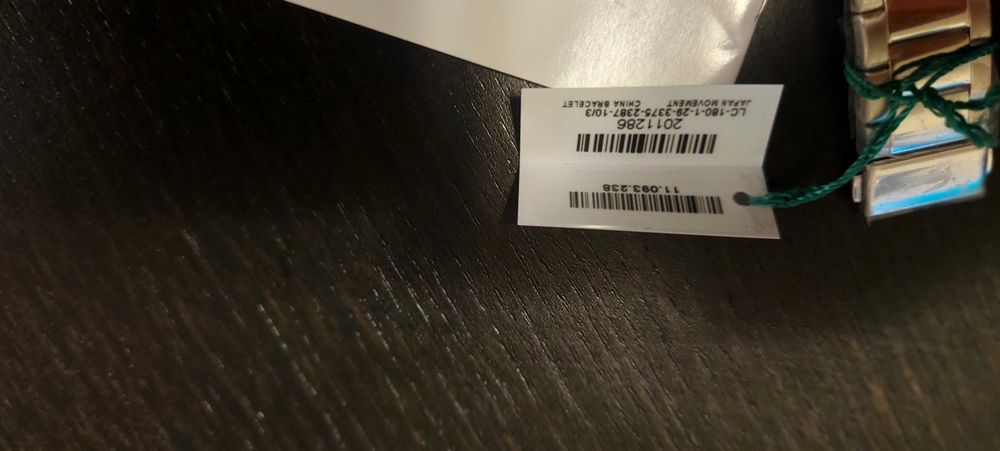 11.093.238
2011286
LC-180-1-29-3375-2387-10/3
JAPAN MOVEMENT CHINA BRACELET